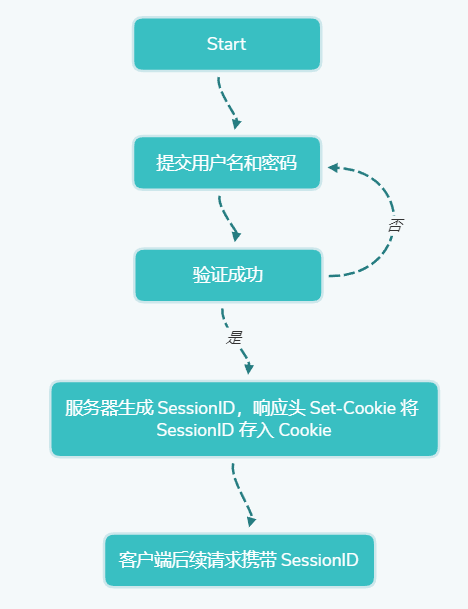 Start
提交用户名和密码
否
验证成功
是
服务器生成 SessionID，响应头 Set-Cookie 将
SessionID 存入 Cookie
客户端后续请求携带 SessionID